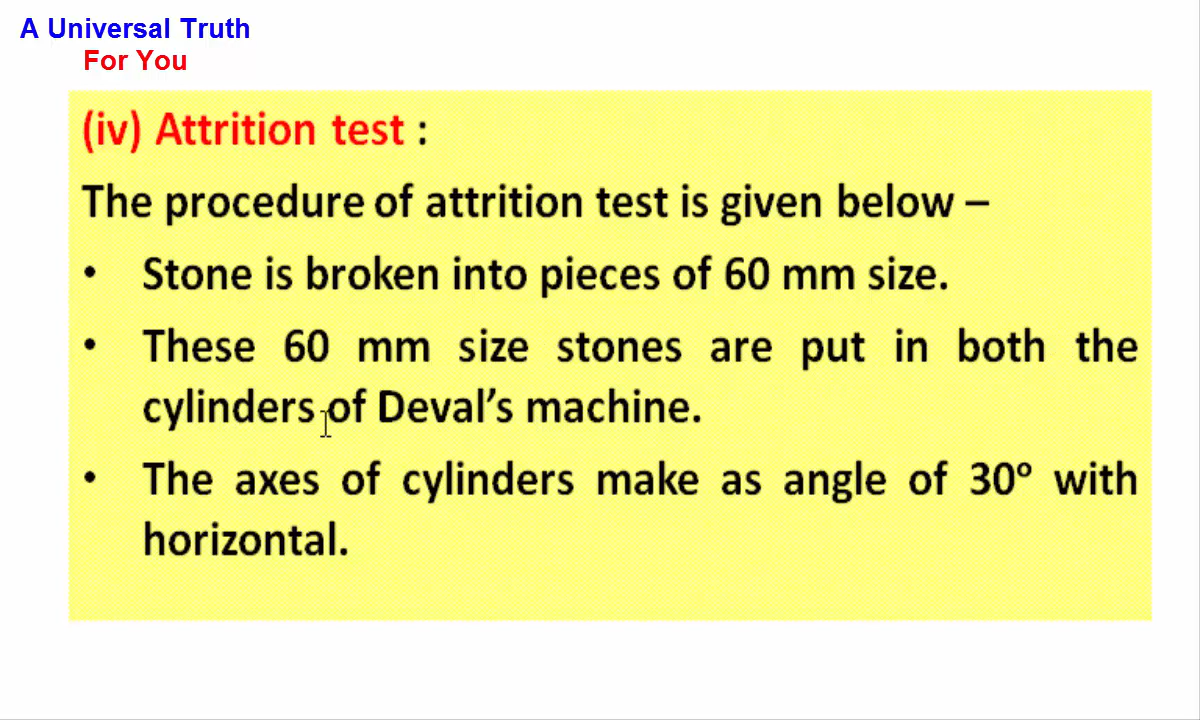 A Universal Truth
For You
(iv) Attrition test :
The procedure of attrition test is given below –
• Stone is broken into pieces of 60 mm size.
• These 60 mm size stones are put in both the
cylinders of Deval’s machine.
• The axes of cylinders make as angle of 30º with
horizontal.